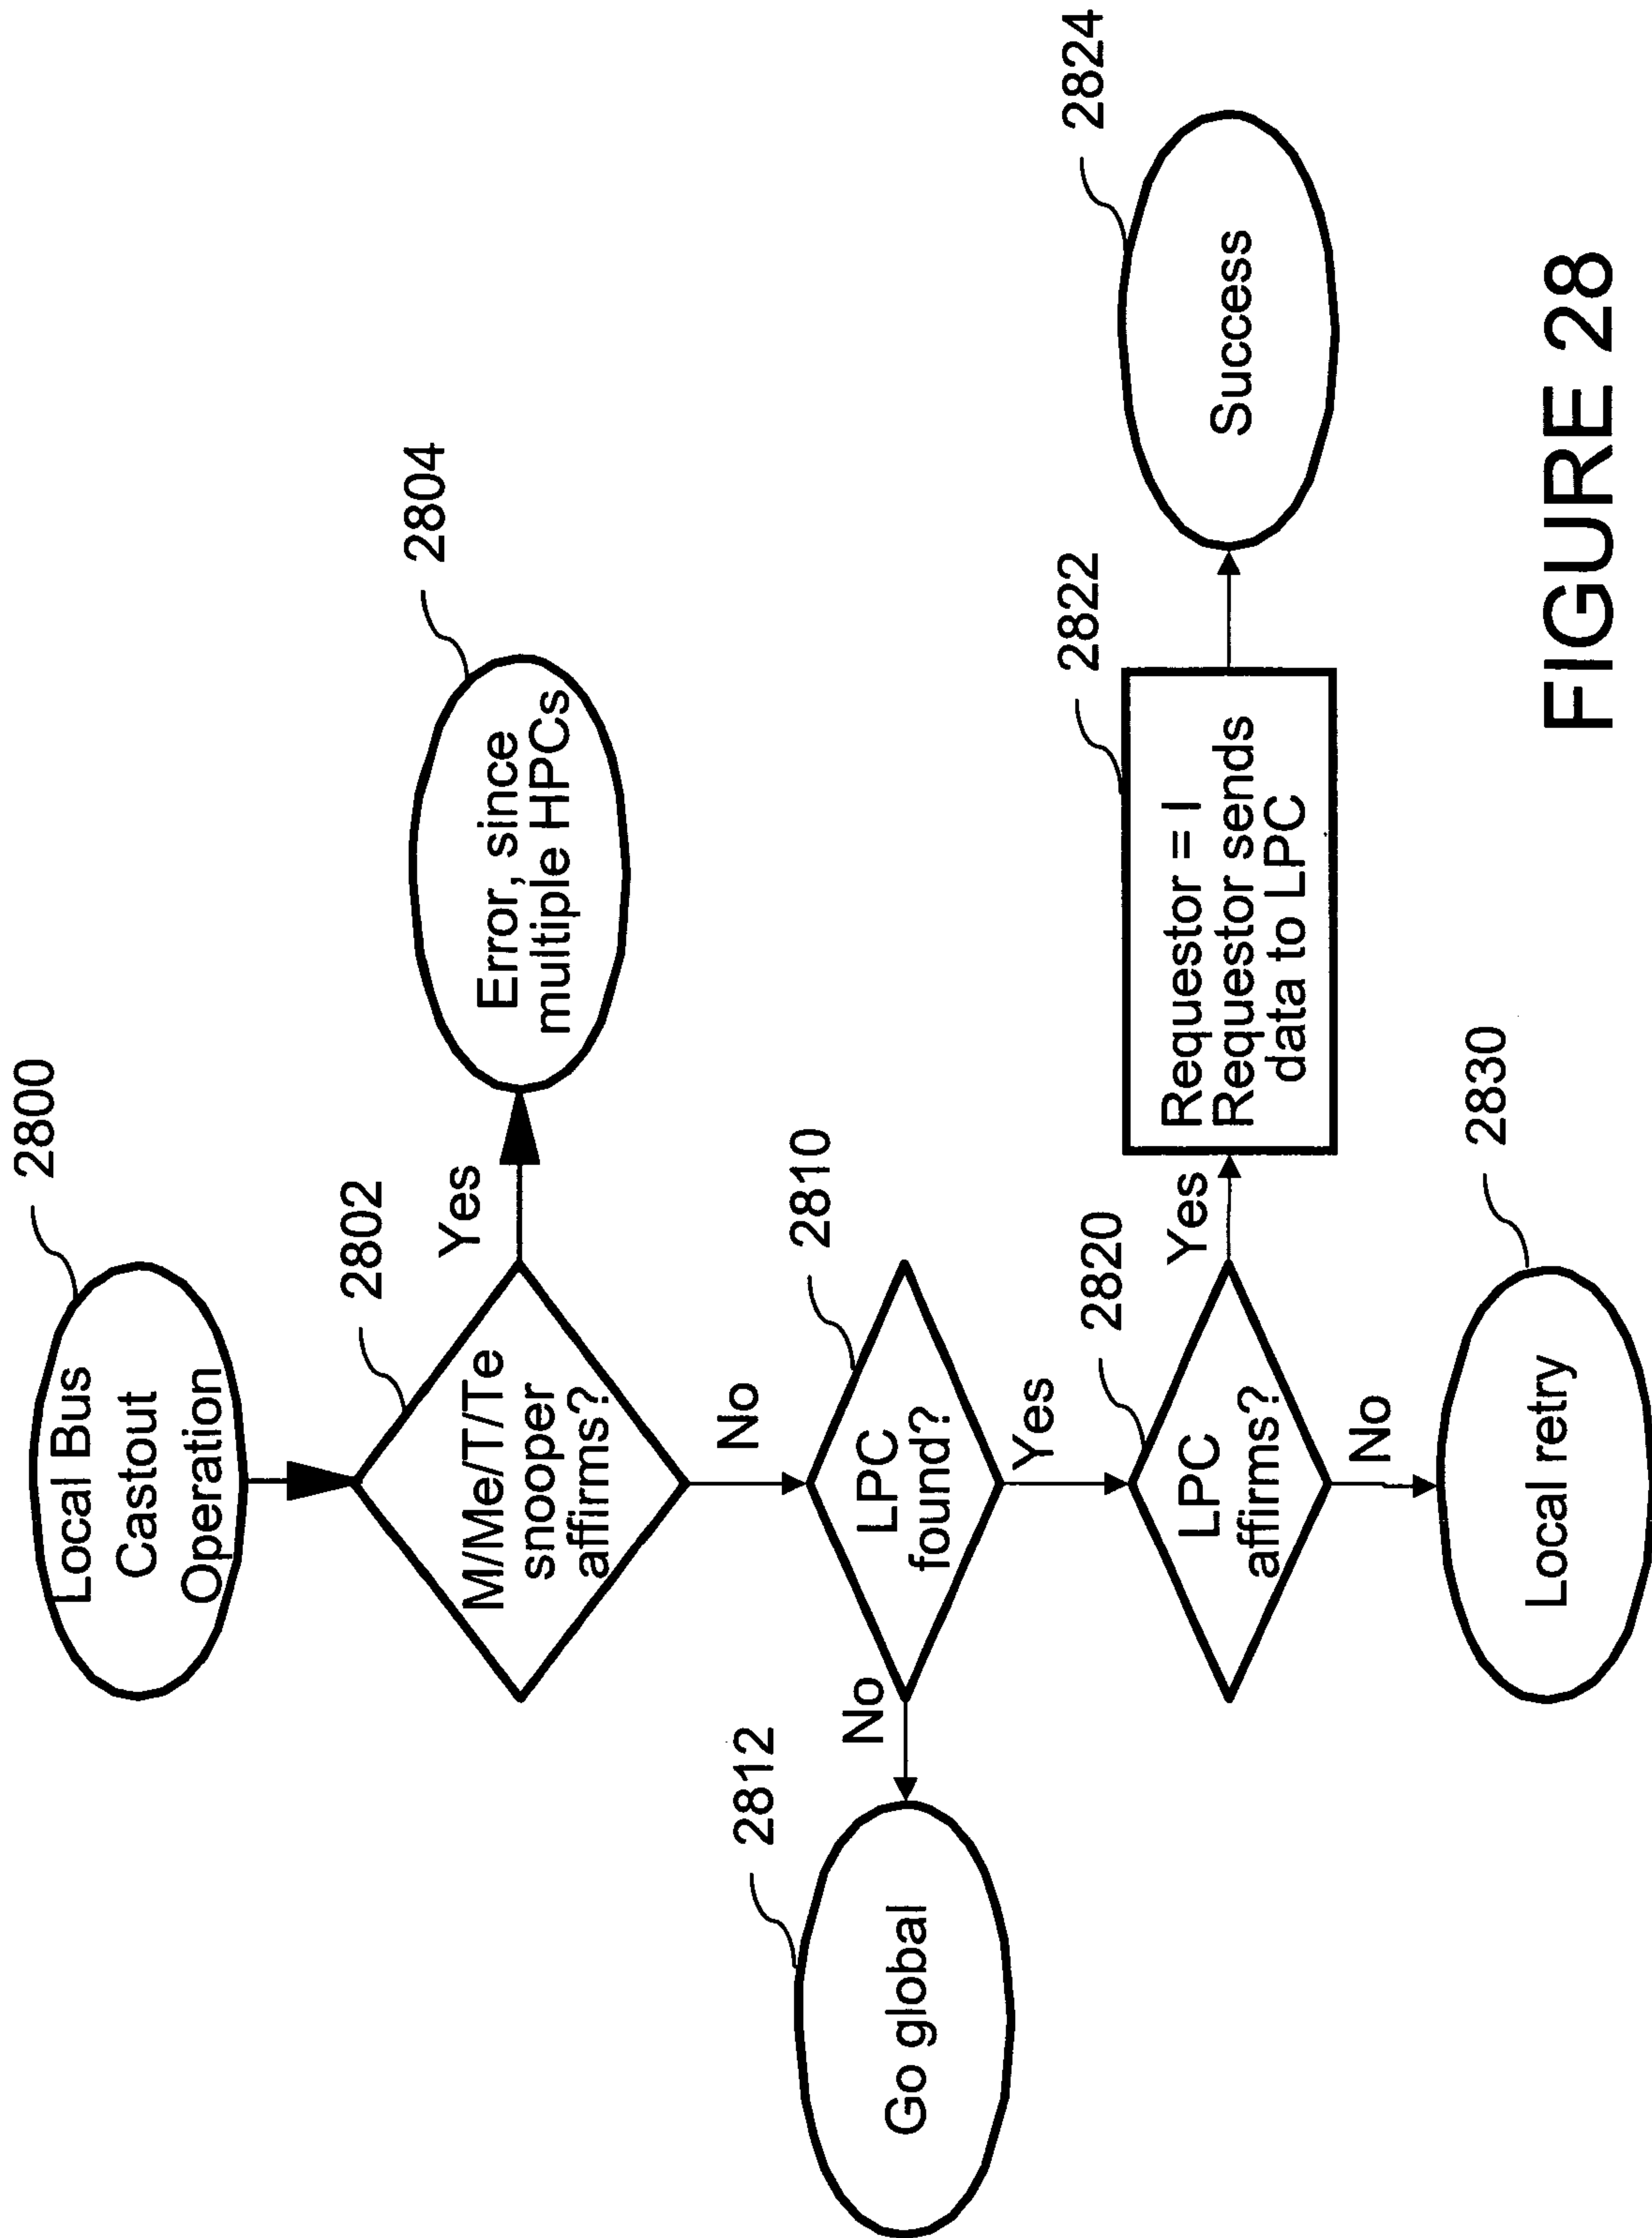 2800
Local Bus
Castout
Operation
2802
M/Me/T/Te
snooper
affirms?
Yes
2804
Error, since
multiple HPCs
No
2810
LPC
found?
No
2812
Go global
Yes
2820
LPC
affirms?
Yes
2822
Requestor = I
Requestor sends
data to LPC
2824
Success
No
2830
Local retry
FIGURE 28